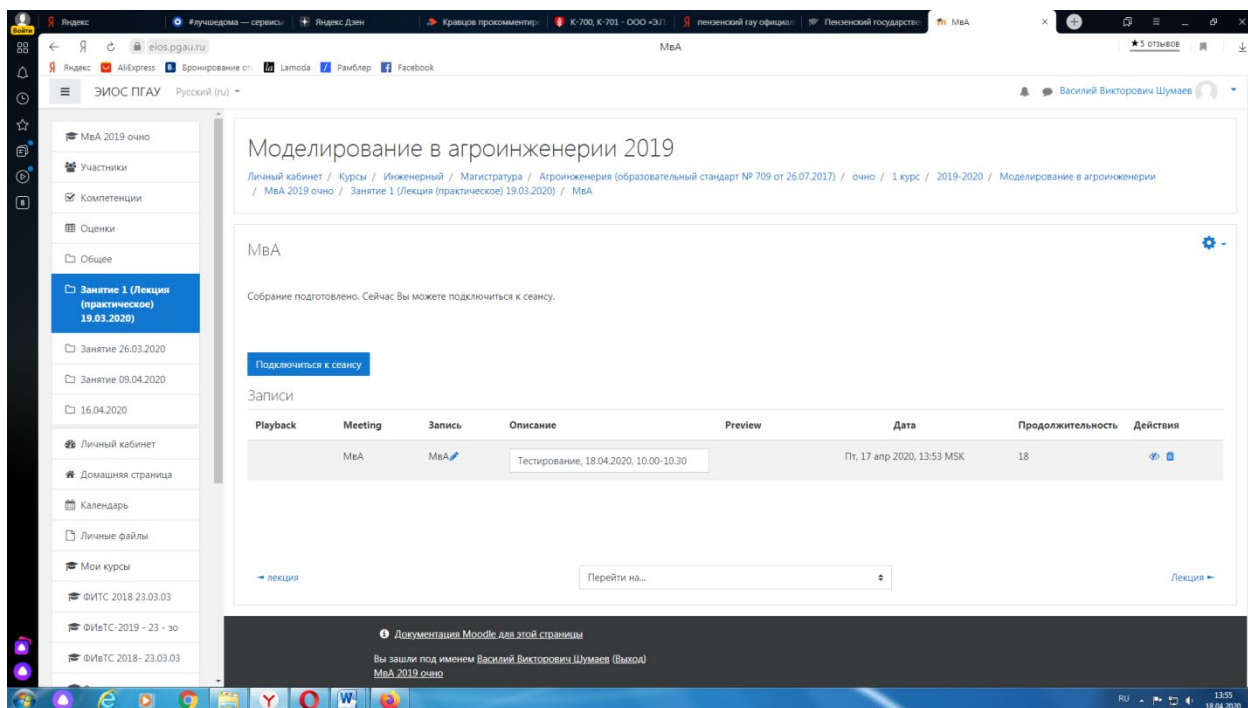 Яндекс
#лучшедома — сервисы
Яндекс Дзен
Кравцов прокомментир
К-700, К-701 - ООО «ЗЛ
пензенский гау официал
Пензенский государстве
МвА
Войти
eios.pgau.ru
МвА
★ 5 отзывов
Яндекс
AliExpress
Бронирование от
Lamoda
Рамблер
Facebook
ЭИОС ПГАУ
Русский (ru)
Василий Викторович Шумаев
МвА 2019 очно
Участники
Компетенции
Оценки
Общее
Занятие 1 (Лекция
(практическое)
19.03.2020)
Занятие 26.03.2020
Занятие 09.04.2020
16.04.2020
Личный кабинет
Домашняя страница
Календарь
Личные файлы
Мои курсы
ФИТС 2018 23.03.03
ФИвТС-2019 - 23 - зо
ФИвТС 2018- 23.03.03
Моделирование в агроинженерии 2019
Личный кабинет / Курсы / Инженерный / Магистратура / Агроинженерия (образовательный стандарт № 709 от 26.07.2017) / очно / 1 курс / 2019-2020 / Моделирование в агроинженерии
/ МвА 2019 очно / Занятие 1 (Лекция (практическое) 19.03.2020) / МвА
МвА
Собрание подготовлено. Сейчас Вы можете подключиться к сеансу.
Подключиться к сеансу
Записи
Playback Meeting Запись Описание Preview Дата Продолжительность Действия
МвА МвА Тестирование, 18.04.2020, 10.00-10.30 Пт, 17 апр 2020, 13:53 MSK 18
◄ лекция
Перейти на...
Лекция ►
Документация Moodle для этой страницы
Вы зашли под именем Василий Викторович Шумаев (Выход)
МвА 2019 очно
RU
13:55
18.04.2020